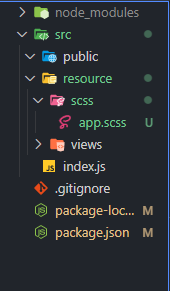 node_modules
src
public
resource
scss
app.scss U
views
index.js
.gitignore
package-loc... M
package.json M